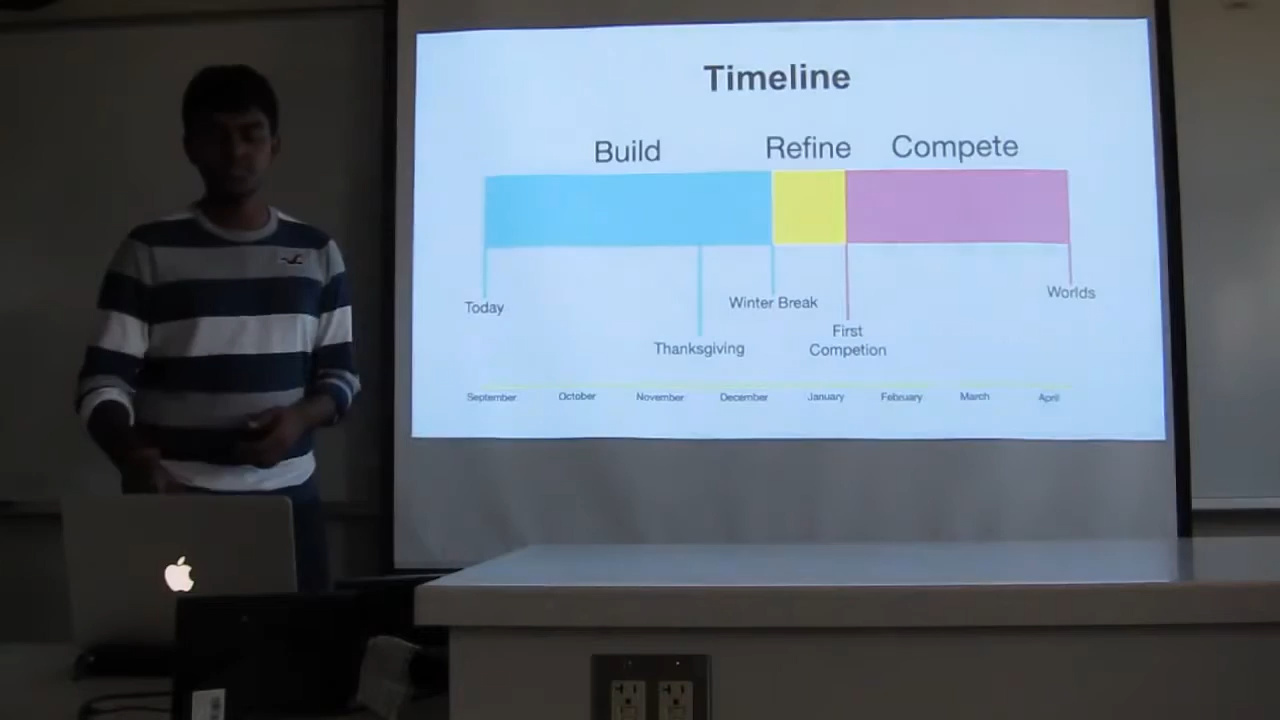 Timeline
Build
Refine
Compete
Today
Winter Break
Worlds
First
Competion
Thanksgiving
September
October
November
December
January
February
March
April